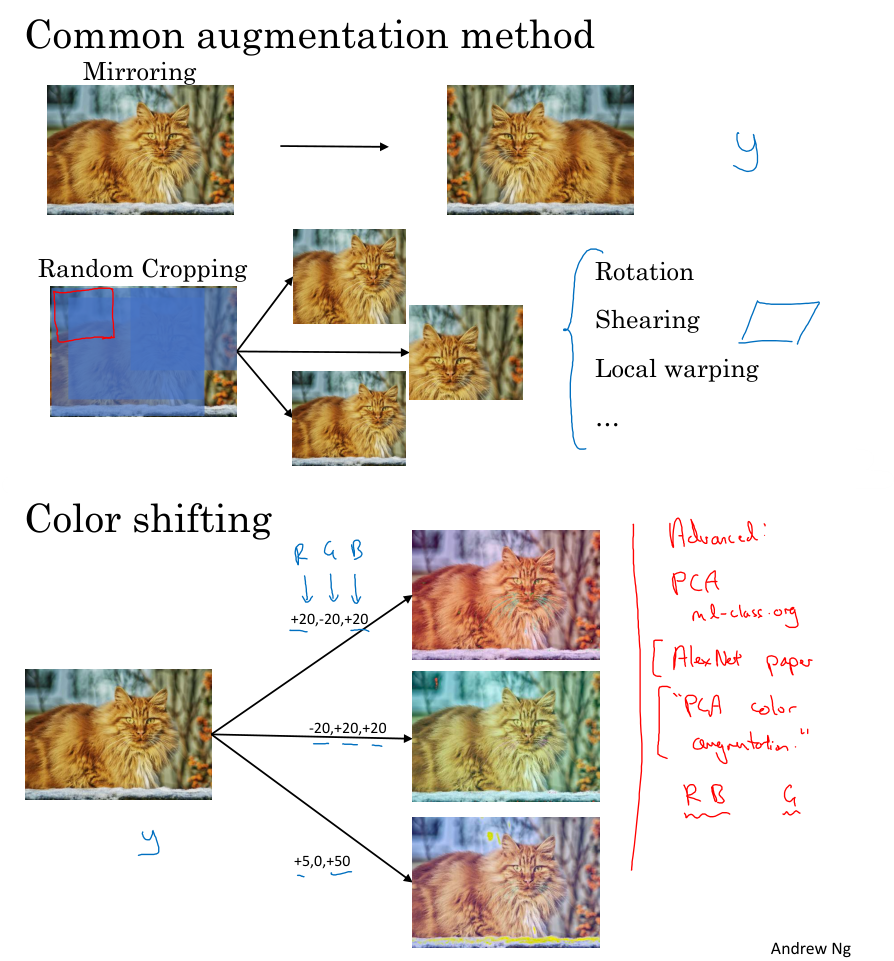 Common augmentation method
Mirroring
y
Random Cropping
Rotation
Shearing
Local warping
...
Color shifting
R G B
+20,-20,+20
-20,+20,+20
+5,0,+50
y
Advanced:
PCA
ml-class.org
AlexNet paper
"PCA color
augmentation."
R B G
Andrew Ng